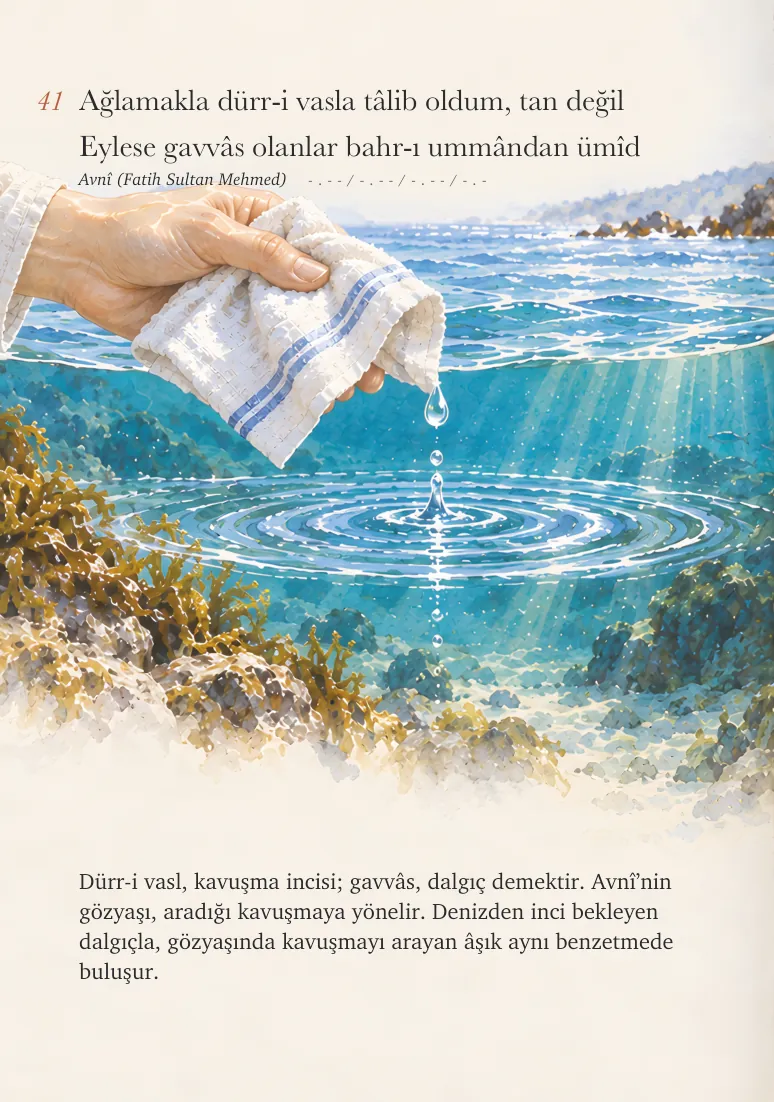 41 Ağlamakla dürr-i vasla tâlib oldum, tan değil
Eylese gavvâs olanlar bahr-ı ummândan ümîd
Avnî (Fatih Sultan Mehmed) - . - - / - . - - / - . - - / - . -
Dürr-i vasl, kavuşma incisi; gavvâs, dalgıç demektir. Avnî’nin
gözyaşı, aradığı kavuşmaya yönelir. Denizden inci bekleyen
dalgıçla, gözyaşında kavuşmayı arayan âşık aynı benzetmede
buluşur.